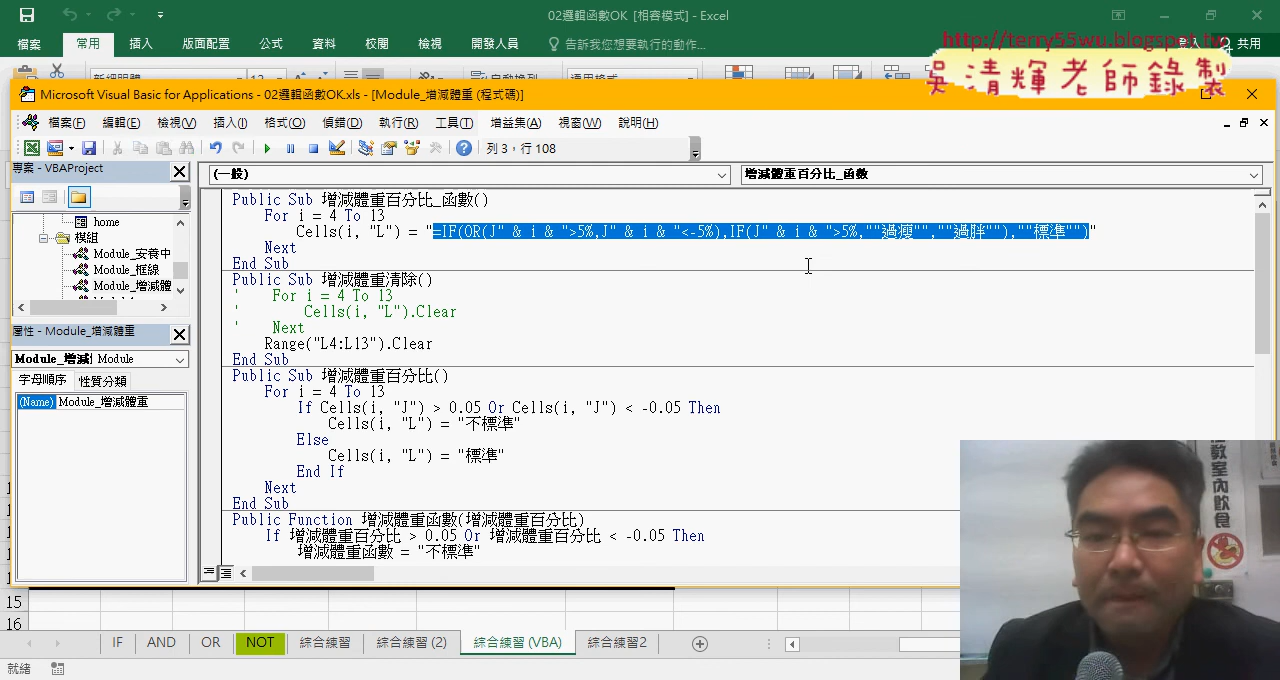 02邏輯函數OK [相容模式] - Excel
檔案 常用 插入 版面配置 公式 資料 校閱 檢視 開發人員 告訴我您想要執行的動作... 登入 共用
http://terry55wu.blogspot.tw
吳清輝老師錄製
Microsoft Visual Basic for Applications - 02邏輯函數OK.xls - [Module_增減體重 (程式碼)]
檔案(F) 編輯(E) 檢視(V) 插入(I) 格式(O) 偵錯(D) 執行(R) 工具(T) 增益集(A) 視窗(W) 說明(H)
列 3，行 108
專案 - VBAProject
(一般) 增減體重百分比_函數
home
模組
Module_安養中
Module_框線
Module_增減體
屬性 - Module_增減體重
Module_增減 Module
字母順序 性質分類
(Name) Module_增減體重
Public Sub 增減體重百分比_函數()
For i = 4 To 13
Cells(i, "L") = "=IF(OR(J" & i & ">5%,J" & i & "<-5%),IF(J" & i & ">5%,""過瘦"",""過胖""),""標準"")"
Next
End Sub
Public Sub 增減體重清除()
' For i = 4 To 13
' Cells(i, "L").Clear
' Next
Range("L4:L13").Clear
End Sub
Public Sub 增減體重百分比()
For i = 4 To 13
If Cells(i, "J") > 0.05 Or Cells(i, "J") < -0.05 Then
Cells(i, "L") = "不標準"
Else
Cells(i, "L") = "標準"
End If
Next
End Sub
Public Function 增減體重函數(增減體重百分比)
If 增減體重百分比 > 0.05 Or 增減體重百分比 < -0.05 Then
增減體重函數 = "不標準"
教室內飲食
15
16
IF AND OR NOT 綜合練習 綜合練習 (2) 綜合練習 (VBA) 綜合練習2
就緒